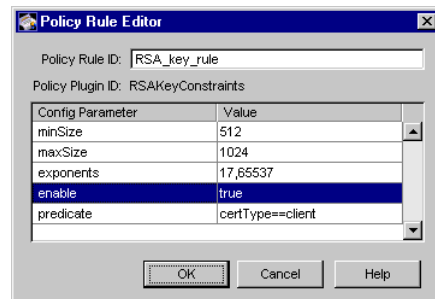 Policy Rule Editor
Policy Rule ID: RSA_key_rule
Policy Plugin ID: RSAKeyConstraints
Config Parameter Value
minSize 512
maxSize 1024
exponents 17,65537
enable true
predicate certType==client
OK Cancel Help